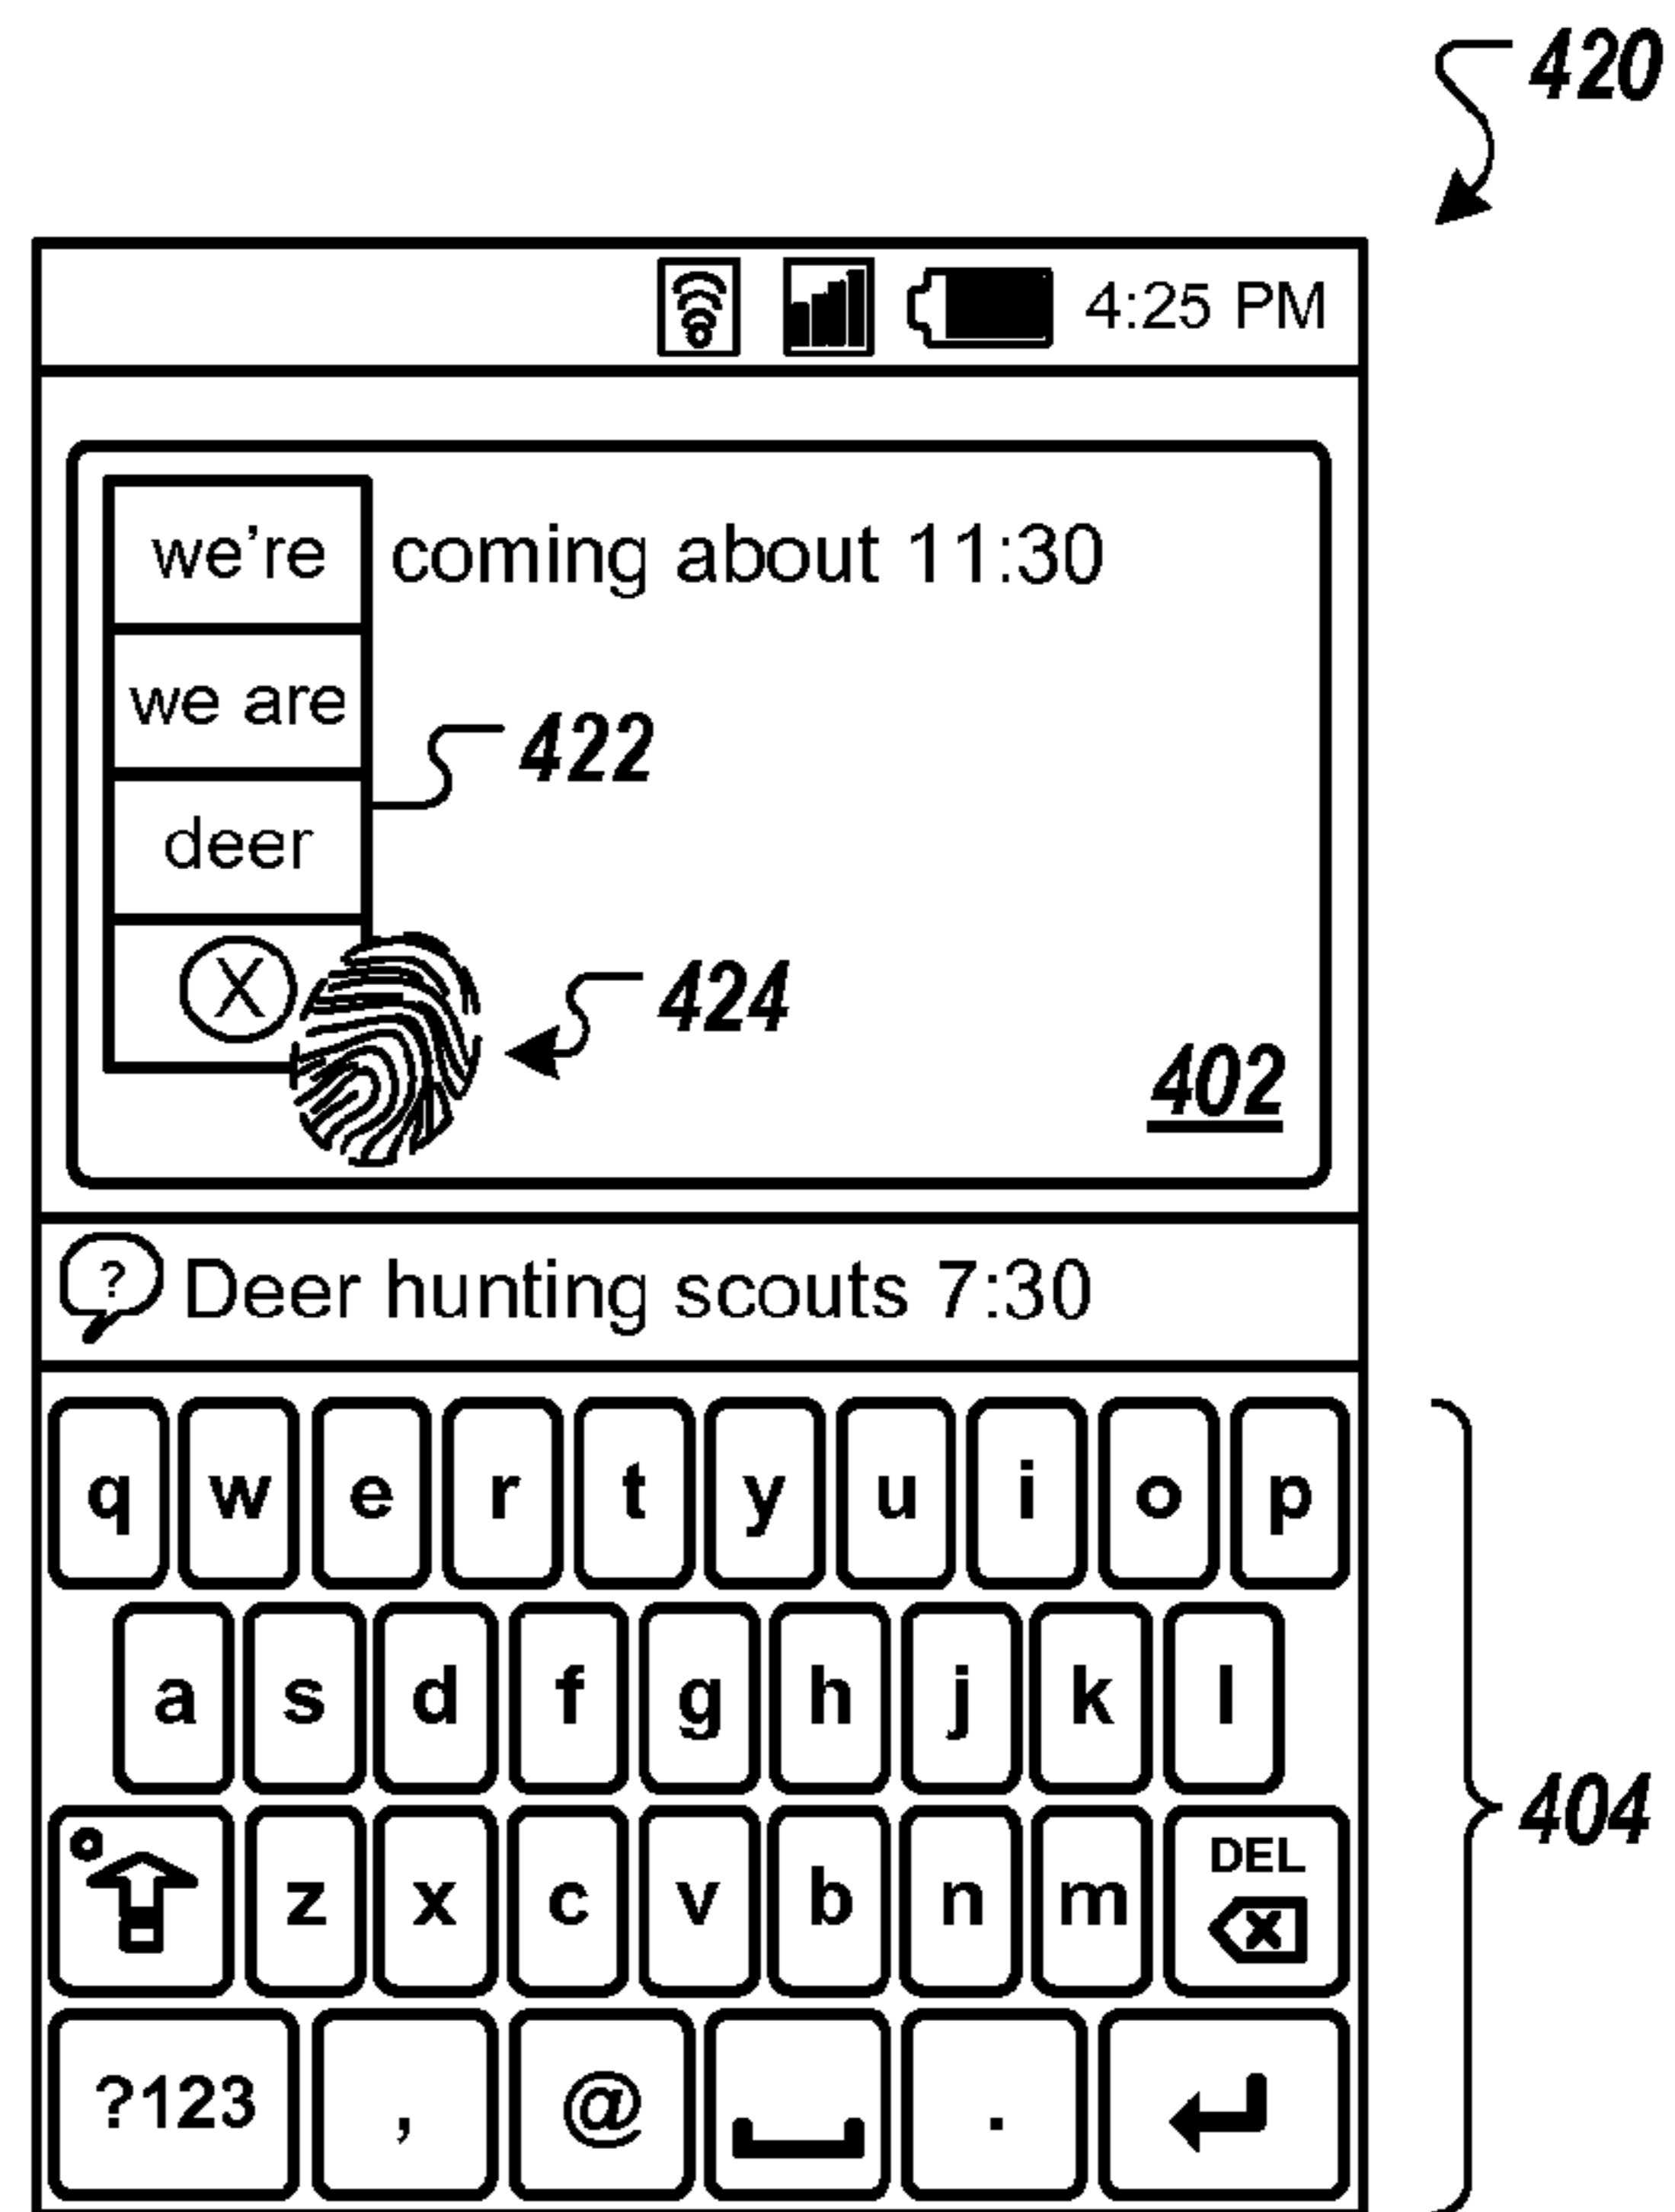 420
4:25 PM
we're coming about 11:30
we are
422
deer
X
424
402
? Deer hunting scouts 7:30
q w e r t y u i o p
a s d f g h j k l
404
DEL
z x c v b n m x
?123 , @ .